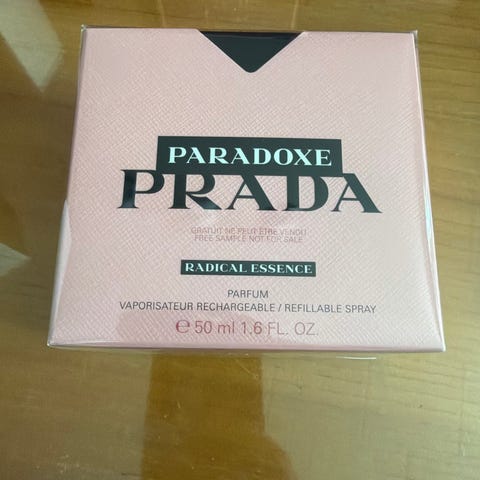 PARADOXE
PRADA
GRATUIT NE PEUT ÊTRE VENDU
FREE SAMPLE NOT FOR SALE
RADICAL ESSENCE
PARFUM
VAPORISATEUR RECHARGEABLE / REFILLABLE SPRAY
℮ 50 ml 1.6 FL. OZ.